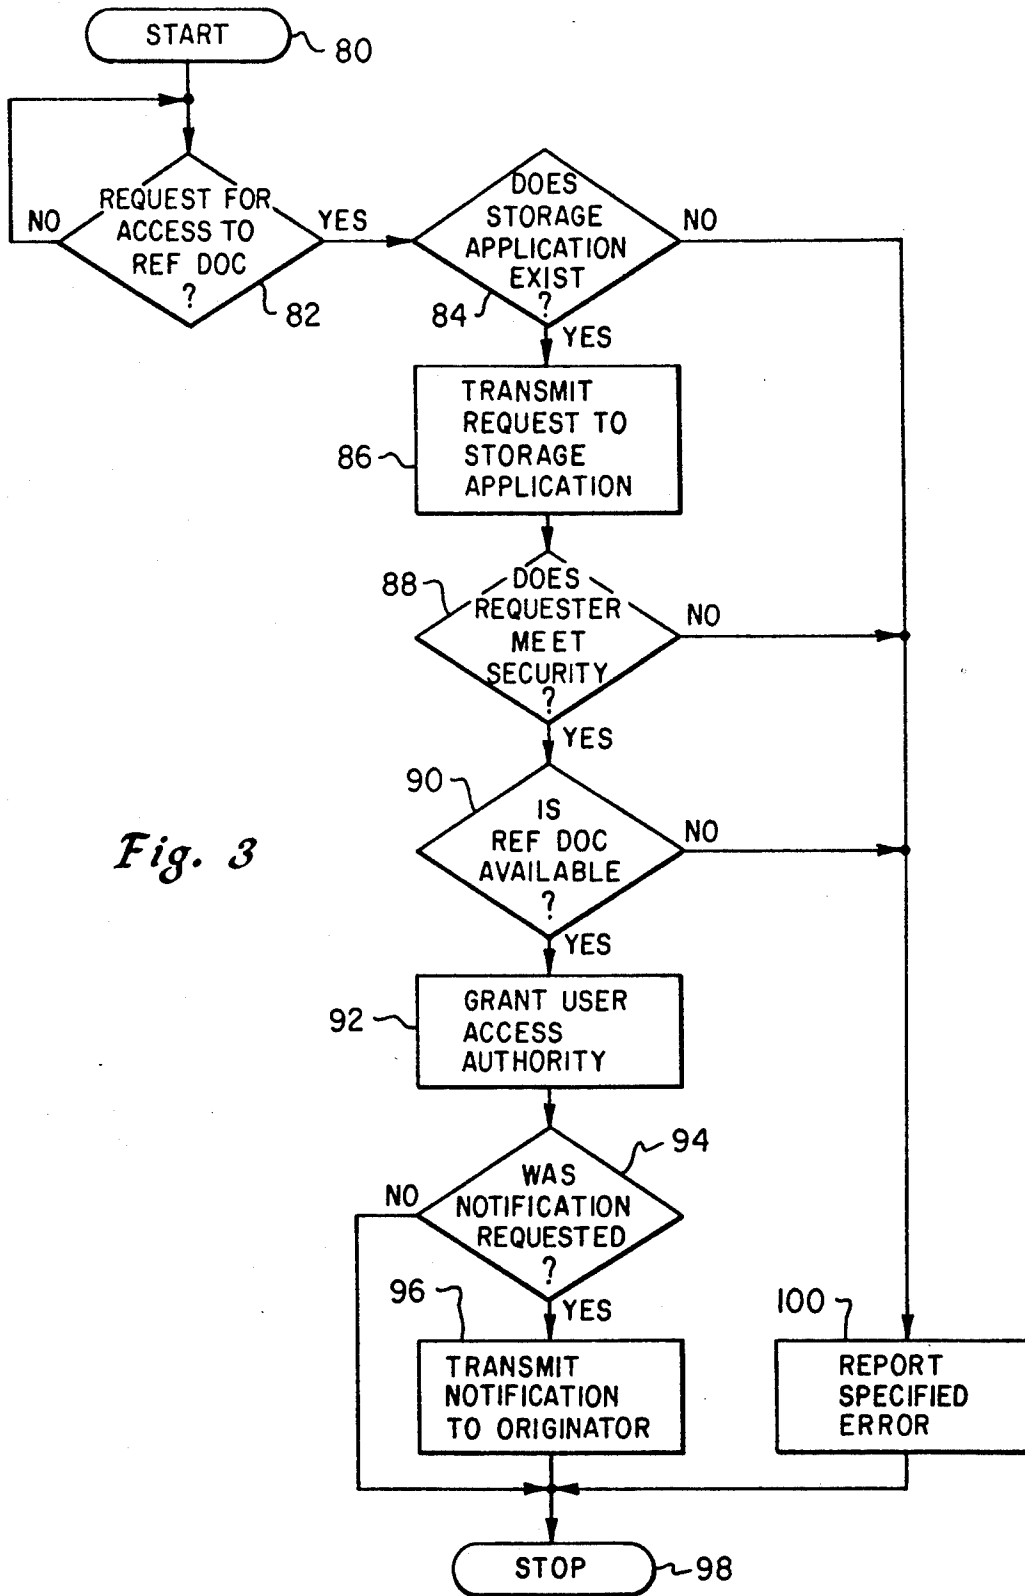 START
80
REQUEST FOR
ACCESS TO
REF DOC
?
NO
YES
82
DOES
STORAGE
APPLICATION
EXIST
?
NO
84
YES
TRANSMIT
REQUEST TO
STORAGE
APPLICATION
86
88
DOES
REQUESTER
MEET
SECURITY
?
NO
YES
90
IS
REF DOC
AVAILABLE
?
NO
YES
Fig. 3
GRANT USER
ACCESS
AUTHORITY
92
94
WAS
NOTIFICATION
REQUESTED
?
NO
YES
96
TRANSMIT
NOTIFICATION
TO ORIGINATOR
100
REPORT
SPECIFIED
ERROR
STOP
98